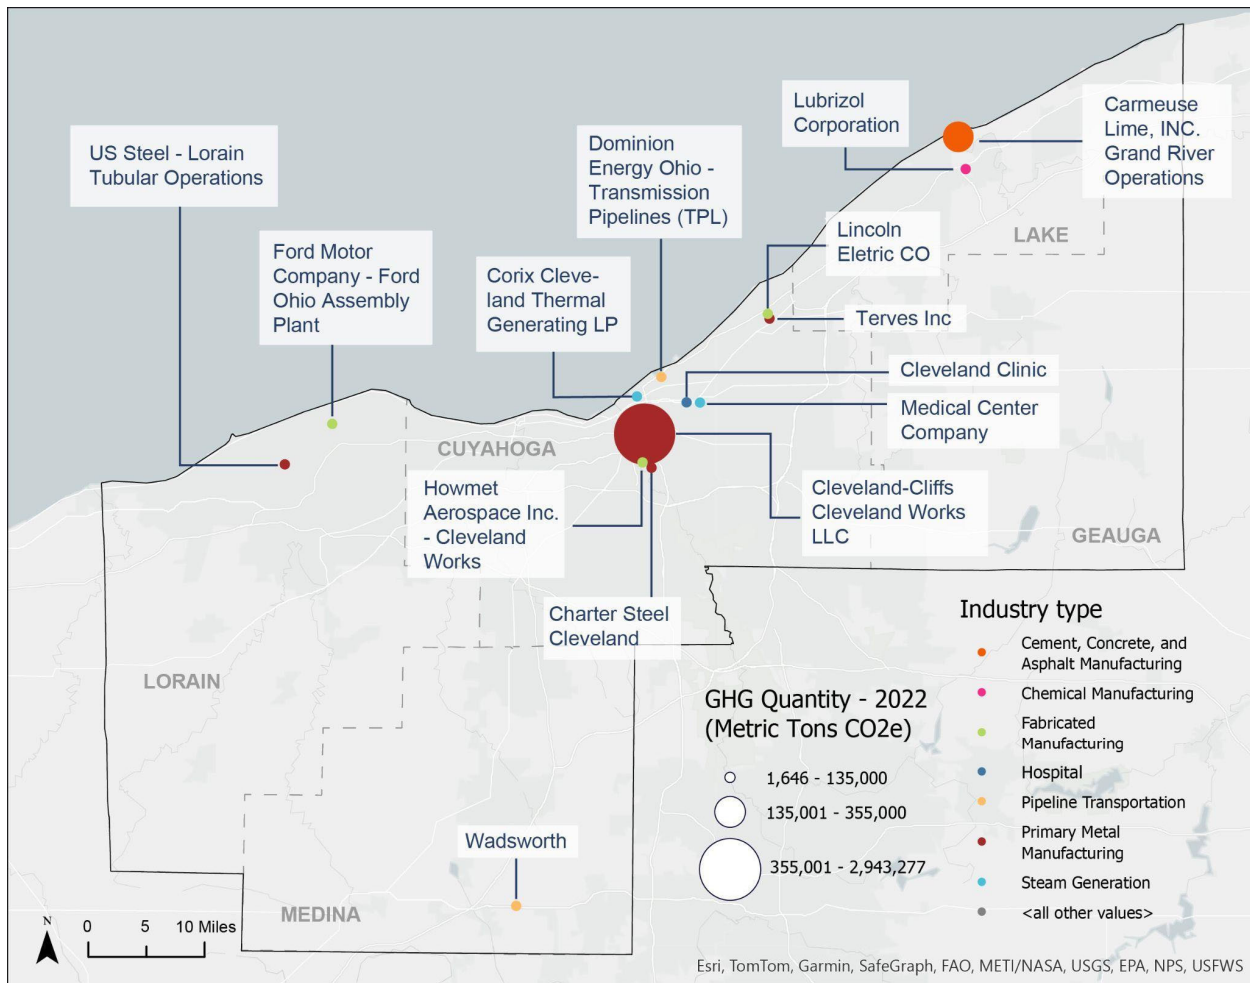 Lubrizol
Corporation
Carmeuse
Lime, INC.
Grand River
Operations
US Steel - Lorain
Tubular Operations
Dominion
Energy Ohio -
Transmission
Pipelines (TPL)
Ford Motor
Company - Ford
Ohio Assembly
Plant
Corix Cleve-
land Thermal
Generating LP
Lincoln
Eletric CO
LAKE
Terves Inc
Cleveland Clinic
Medical Center
Company
CUYAHOGA
Howmet
Aerospace Inc.
- Cleveland
Works
Cleveland-Cliffs
Cleveland Works
LLC
GEAUGA
Charter Steel
Cleveland
LORAIN
Wadsworth
MEDINA
N
0 5 10 Miles
GHG Quantity - 2022
(Metric Tons CO2e)
1,646 - 135,000
135,001 - 355,000
355,001 - 2,943,277
Industry type
Cement, Concrete, and
Asphalt Manufacturing
Chemical Manufacturing
Fabricated
Manufacturing
Hospital
Pipeline Transportation
Primary Metal
Manufacturing
Steam Generation
<all other values>
Esri, TomTom, Garmin, SafeGraph, FAO, METI/NASA, USGS, EPA, NPS, USFWS